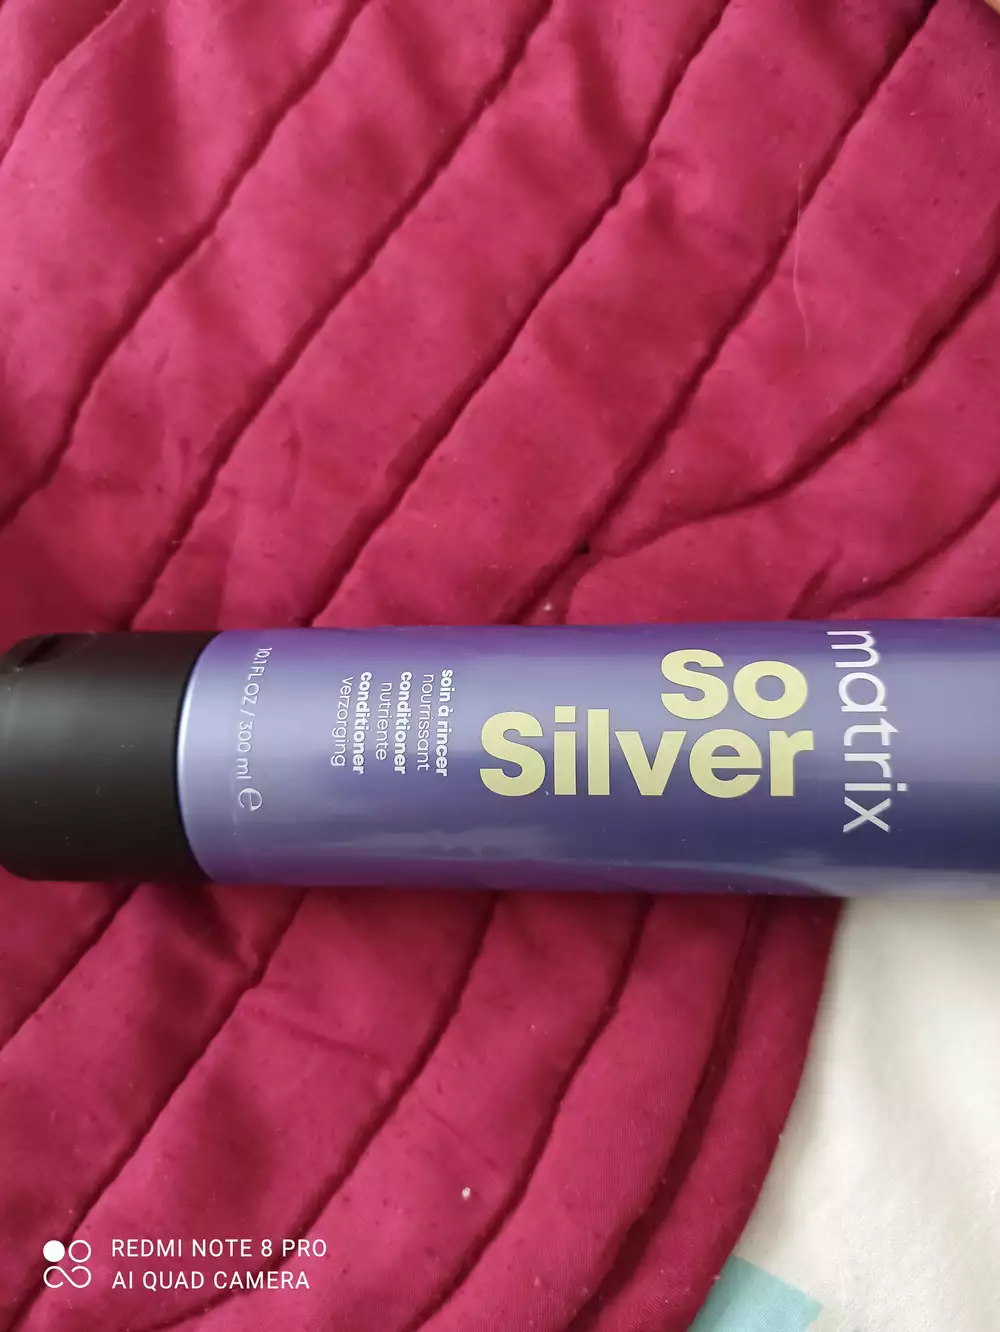 matrix
So
Silver
soin à rincer
nourrissant
conditioner
nutriente
conditioner
verzorging
10.1 FL OZ / 300 ml e
REDMI NOTE 8 PRO
AI QUAD CAMERA